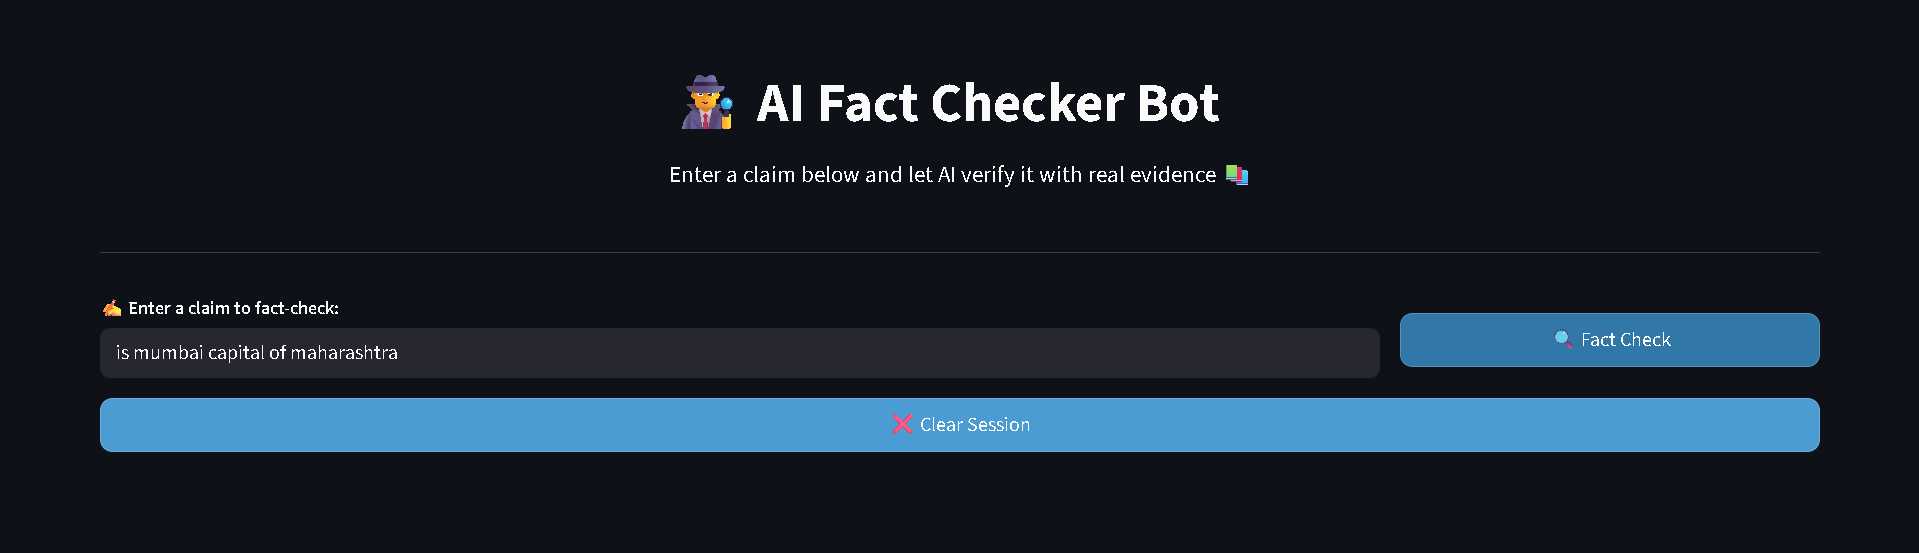 AI Fact Checker Bot
Enter a claim below and let AI verify it with real evidence
Enter a claim to fact-check:
is mumbai capital of maharashtra
Fact Check
Clear Session